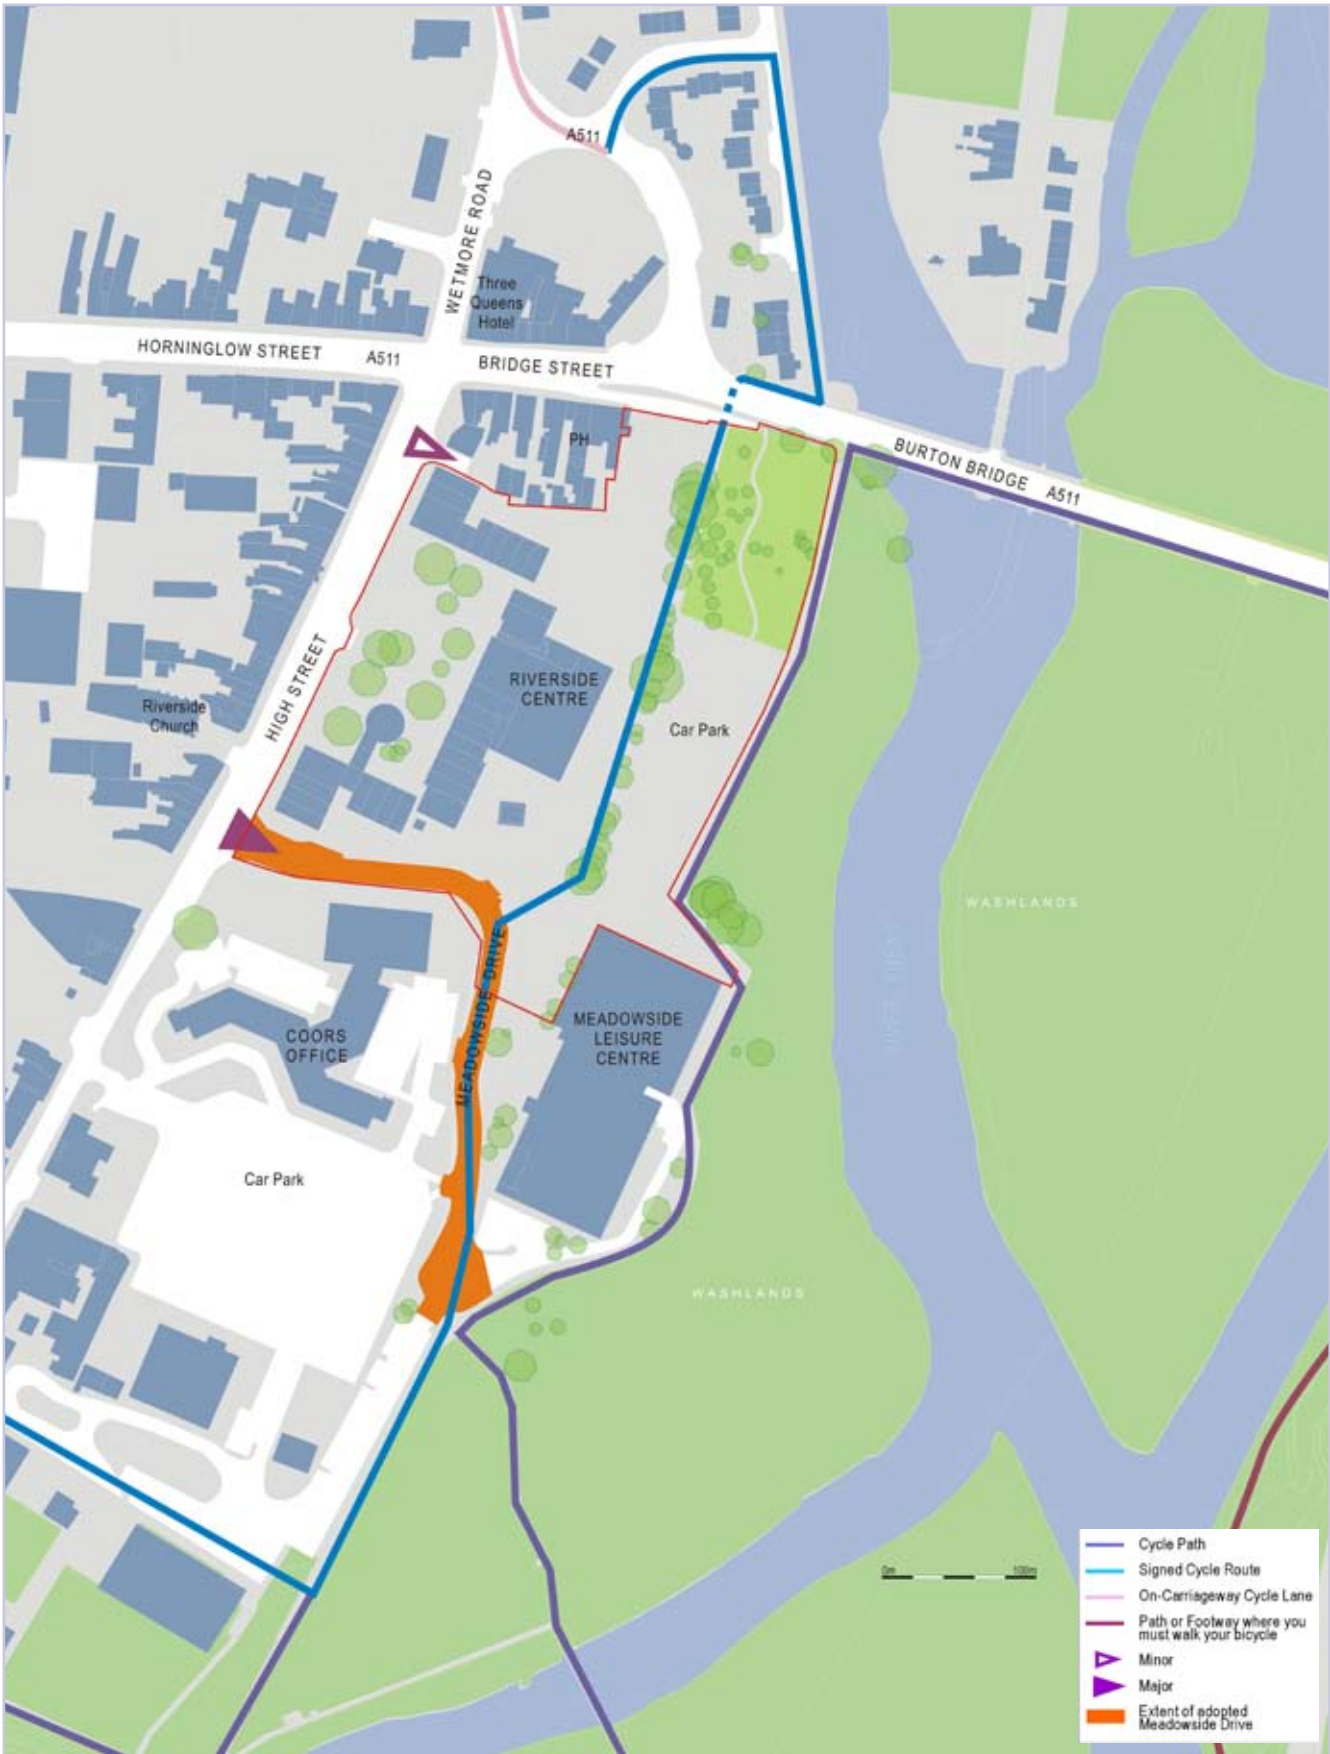 A511
WETMORE ROAD
Three
Queens
Hotel
HORNINGLOW STREET
A511
BRIDGE STREET
PH
BURTON BRIDGE
A511
HIGH STREET
RIVERSIDE
CENTRE
Riverside
Church
Car Park
WASHLANDS
RIVER TRENT
MEADOWSIDE DRIVE
COORS
OFFICE
MEADOWSIDE
LEISURE
CENTRE
Car Park
WASHLANDS
0m
100m
Cycle Path
Signed Cycle Route
On-Carriageway Cycle Lane
Path or Footway where you
must walk your bicycle
Minor
Major
Extent of adopted
Meadowside Drive